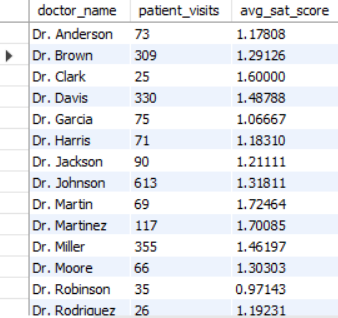 doctor_name patient_visits avg_sat_score
Dr. Anderson 73 1.17808
Dr. Brown 309 1.29126
Dr. Clark 25 1.60000
Dr. Davis 330 1.48788
Dr. Garcia 75 1.06667
Dr. Harris 71 1.18310
Dr. Jackson 90 1.21111
Dr. Johnson 613 1.31811
Dr. Martin 69 1.72464
Dr. Martinez 117 1.70085
Dr. Miller 355 1.46197
Dr. Moore 66 1.30303
Dr. Robinson 35 0.97143
Dr. Rodriguez 26 1.19231